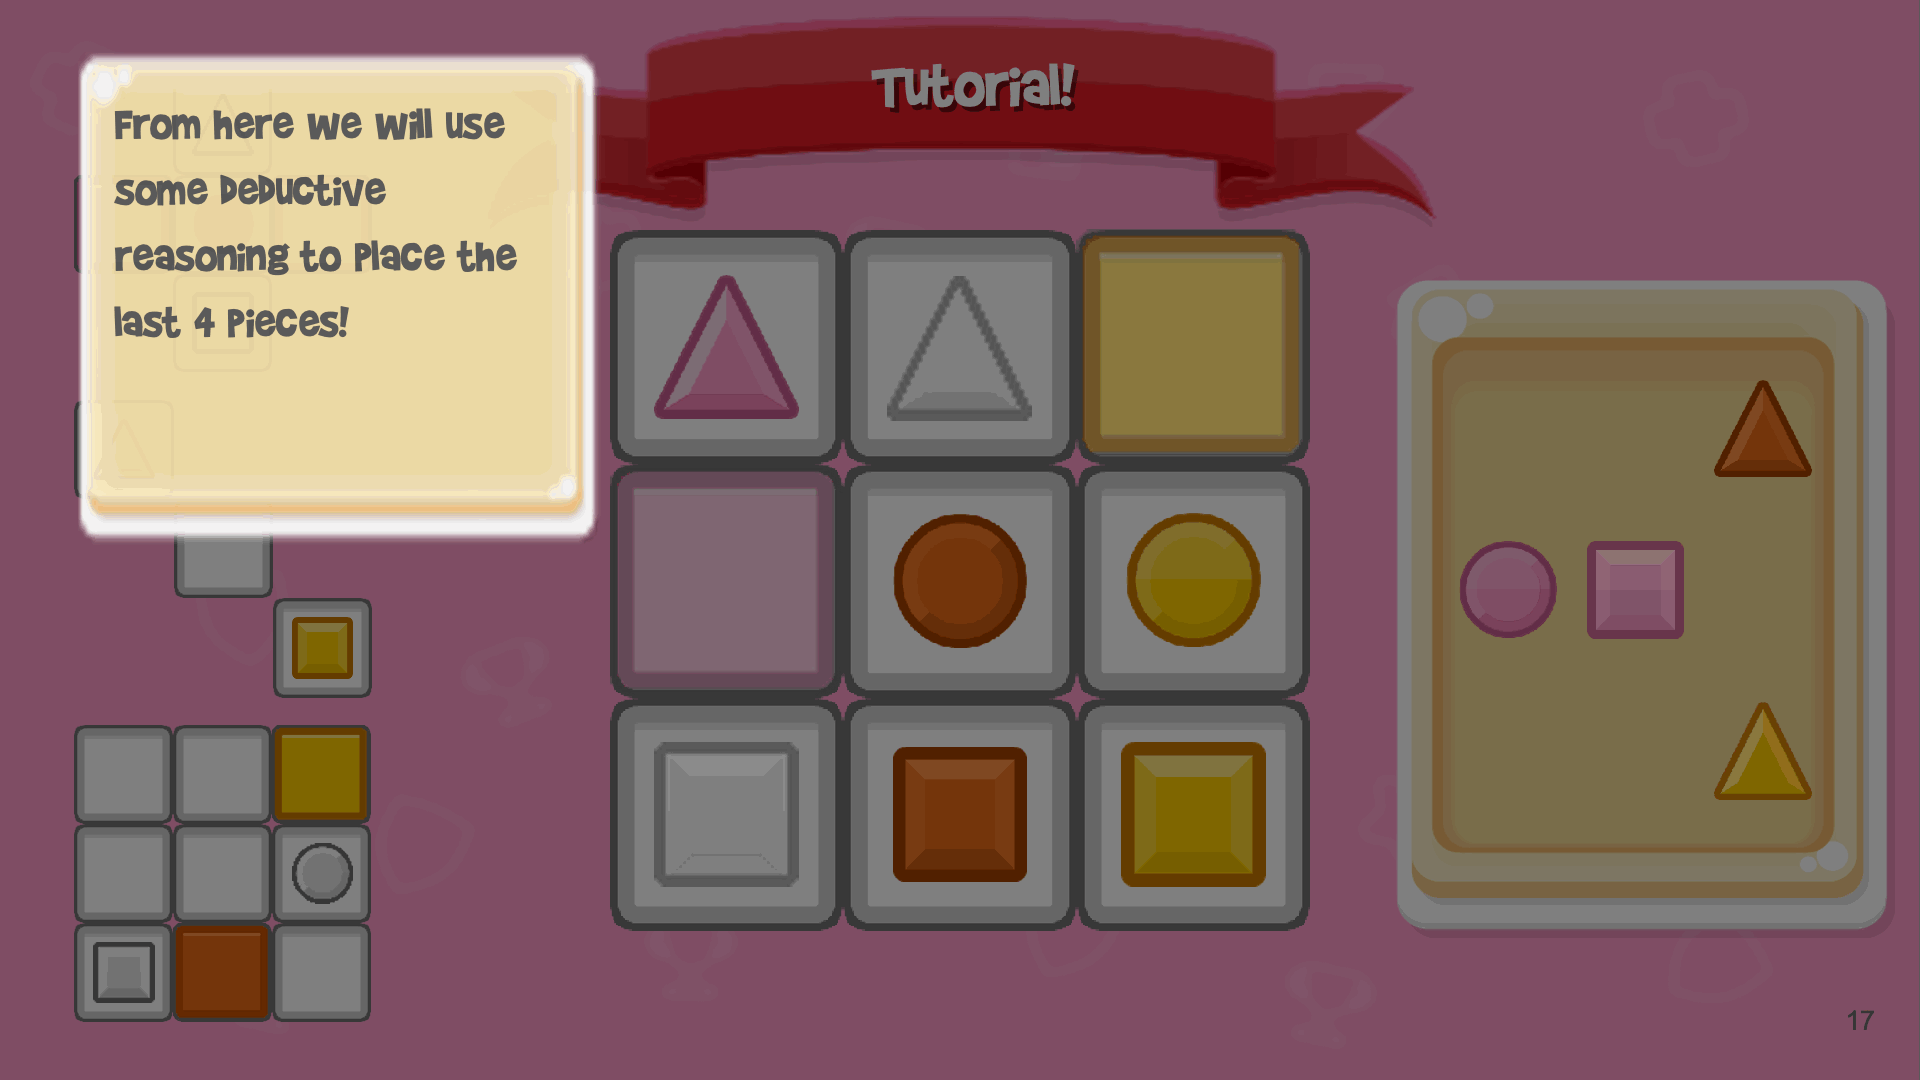 Tutorial!
From here we will use
some deductive
reasoning to place the
last 4 pieces!
17